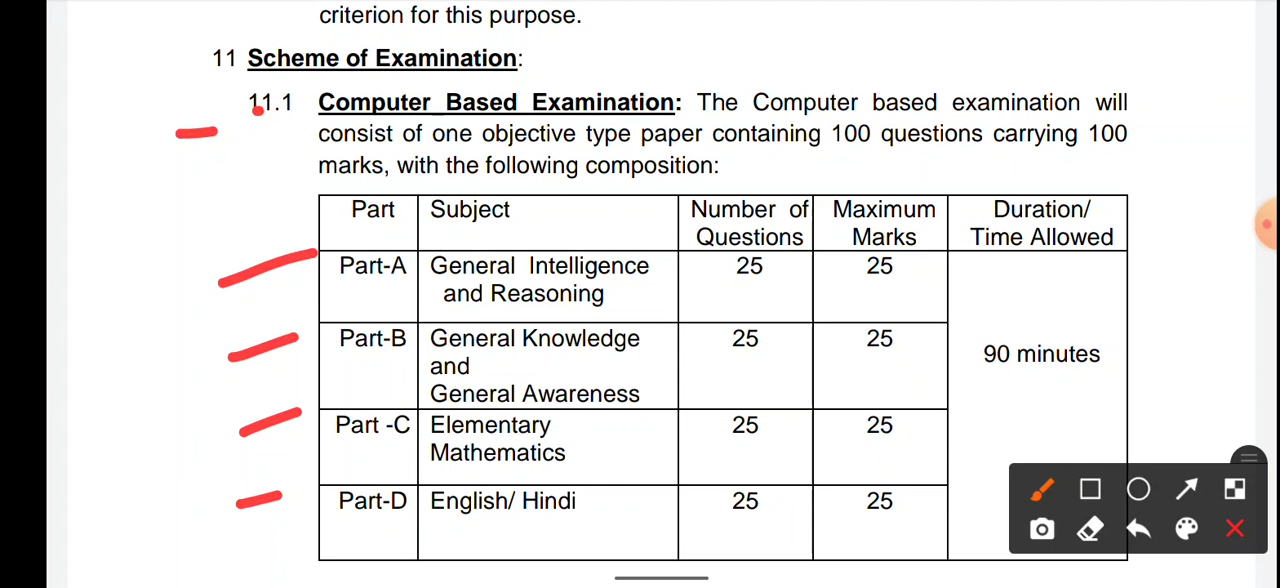 criterion for this purpose.
11 Scheme of Examination:
11.1 Computer Based Examination: The Computer based examination will
consist of one objective type paper containing 100 questions carrying 100
marks, with the following composition:
Part Subject Number of Maximum Duration/
Questions Marks Time Allowed
Part-A General Intelligence 25 25
and Reasoning
Part-B General Knowledge 25 25
and 90 minutes
General Awareness
Part -C Elementary 25 25
Mathematics
Part-D English/ Hindi 25 25